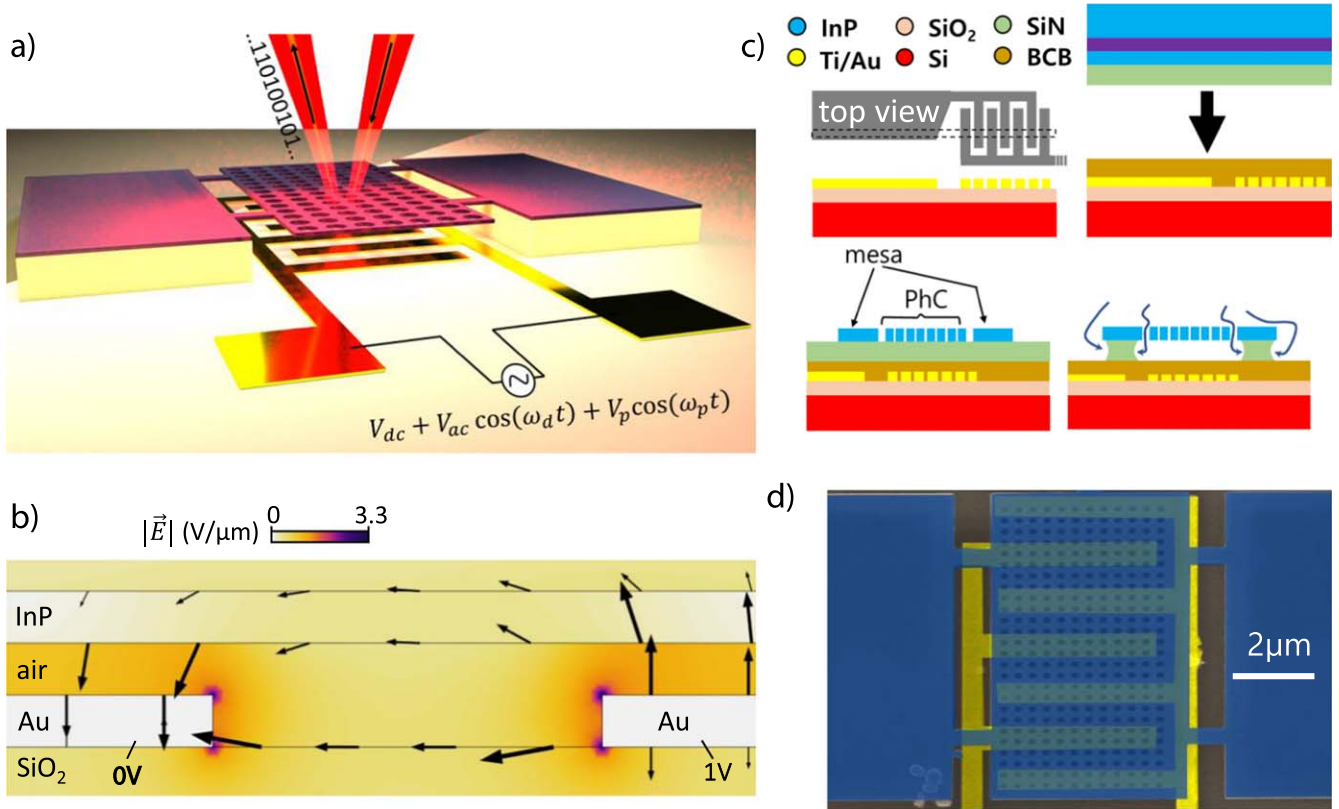 a)
..110100101..
V_dc + V_ac cos(ω_d t) + V_p cos(ω_p t)
b)
|E⃗| (V/μm)
0
3.3
InP
air
Au
SiO₂
0V
Au
1V
c)
InP
SiO₂
SiN
Ti/Au
Si
BCB
top view
mesa
PhC
d)
2μm